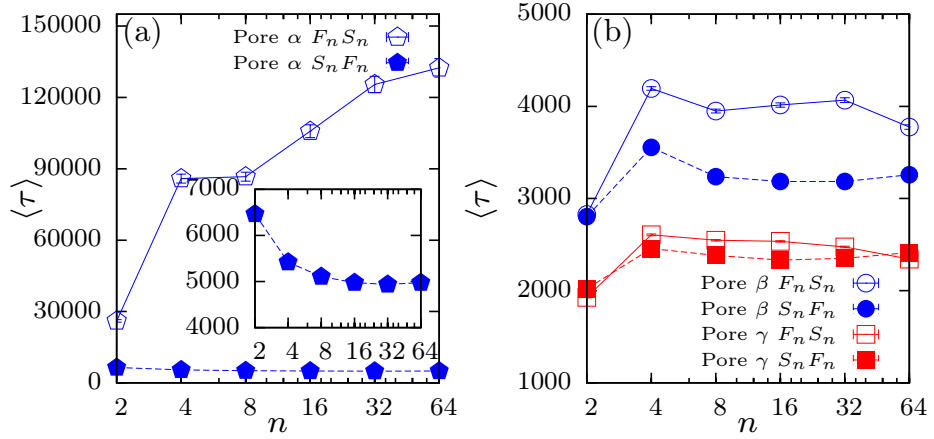 (a)
Pore α FₙSₙ
Pore α SₙFₙ
150000
120000
90000
60000
30000
0
⟨τ⟩
2 4 8 16 32 64
n
7000
6000
5000
4000
2 4 8 16 32 64
(b)
5000
4000
3000
2000
1000
⟨τ⟩
Pore β FₙSₙ
Pore β SₙFₙ
Pore γ FₙSₙ
Pore γ SₙFₙ
2 4 8 16 32 64
n